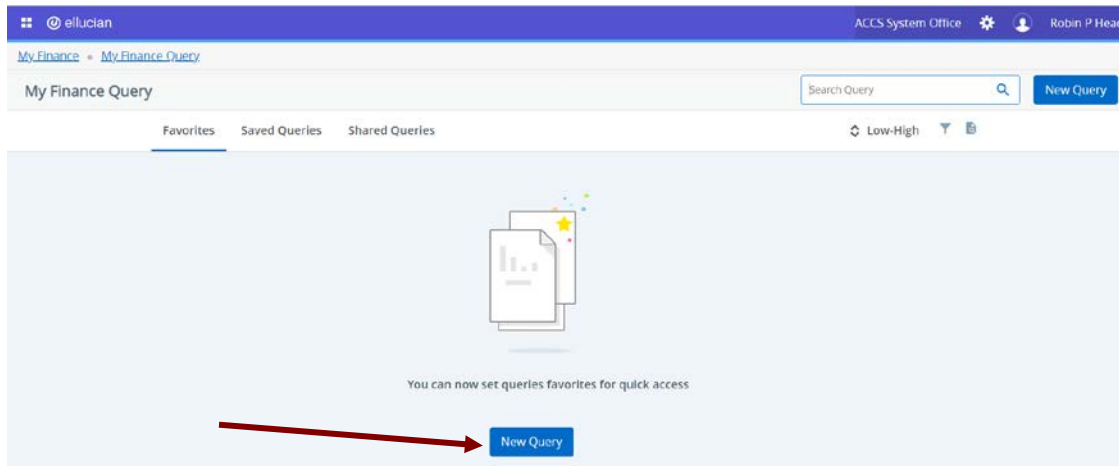 ellucian ACCS System Office Robin P Head
My Finance • My Finance Query
My Finance Query Search Query New Query
Favorites Saved Queries Shared Queries Low-High
You can now set queries favorites for quick access
New Query